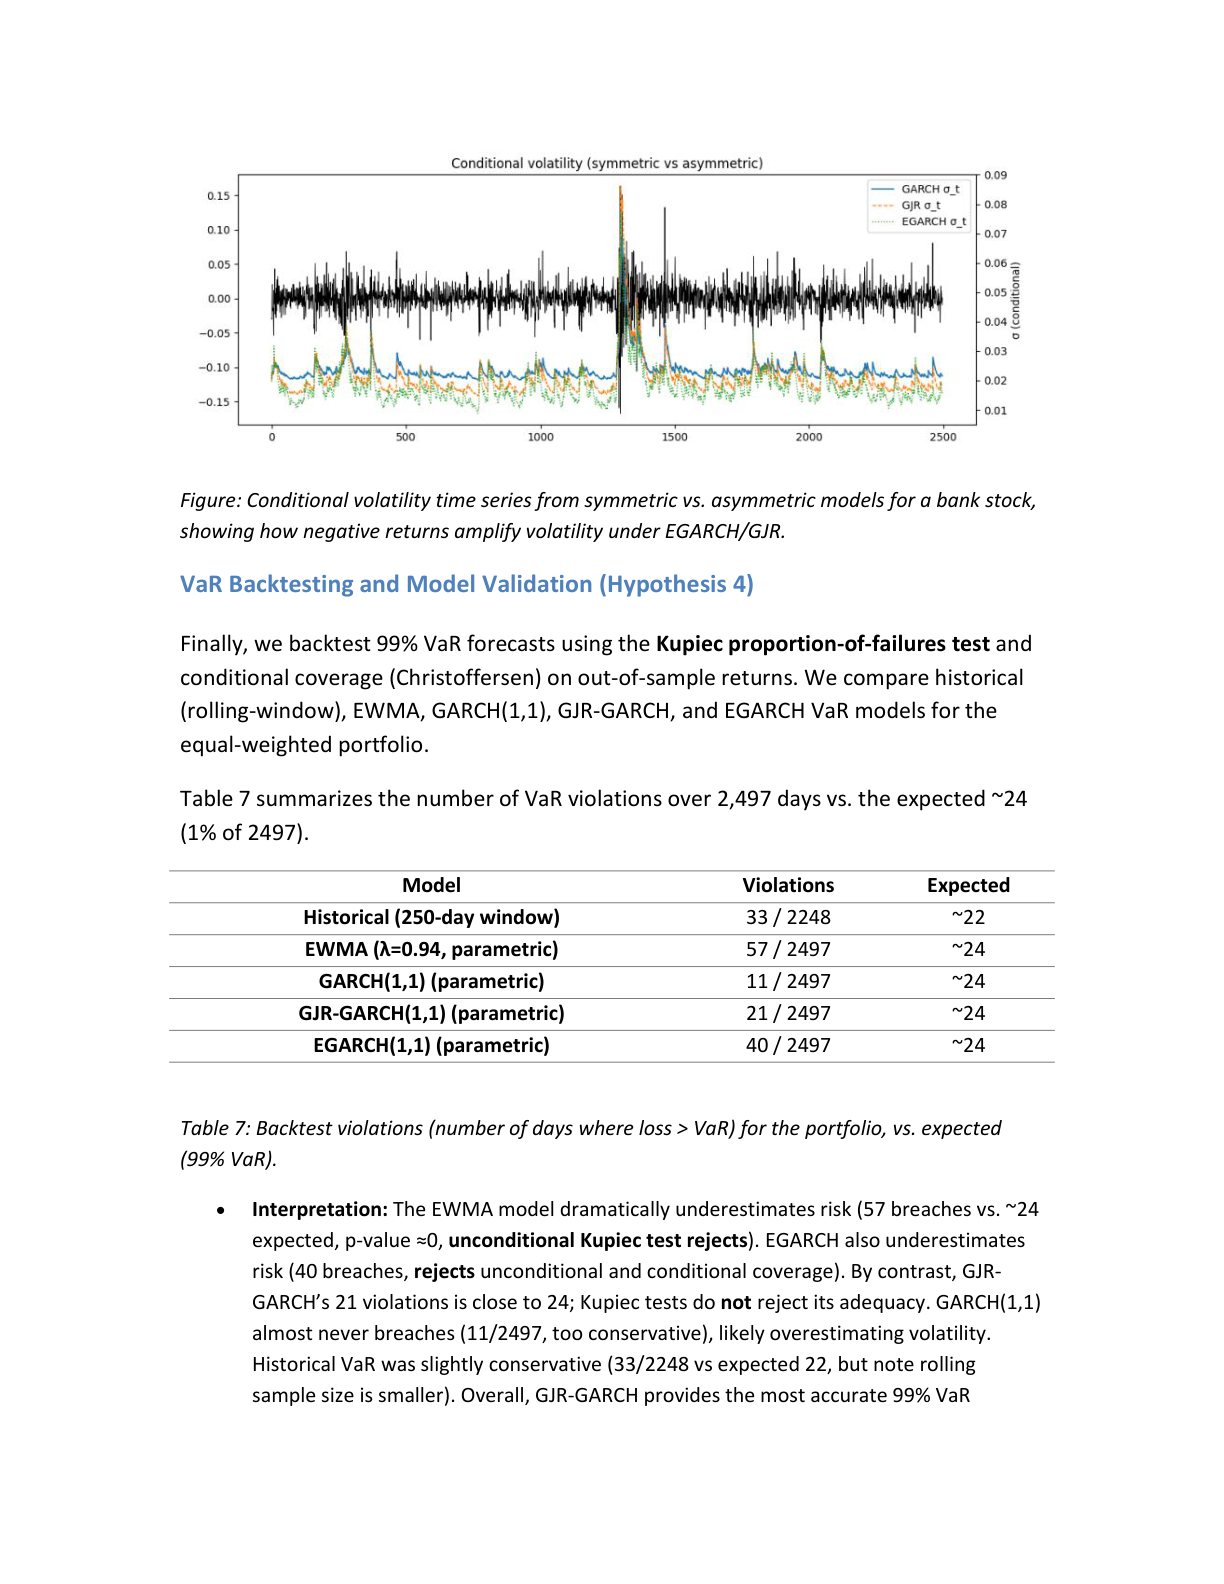 Conditional volatility (symmetric vs asymmetric)
0.15
0.10
0.05
0.00
−0.05
−0.10
−0.15
0
500
1000
1500
2000
2500
0.09
0.08
0.07
0.06
0.05
0.04
0.03
0.02
0.01
σ (conditional)
GARCH σ_t
GJR σ_t
EGARCH σ_t
Figure: Conditional volatility time series from symmetric vs. asymmetric models for a bank stock,
showing how negative returns amplify volatility under EGARCH/GJR.
VaR Backtesting and Model Validation (Hypothesis 4)
Finally, we backtest 99% VaR forecasts using the Kupiec proportion-of-failures test and
conditional coverage (Christoffersen) on out-of-sample returns. We compare historical
(rolling-window), EWMA, GARCH(1,1), GJR-GARCH, and EGARCH VaR models for the
equal-weighted portfolio.
Table 7 summarizes the number of VaR violations over 2,497 days vs. the expected ~24
(1% of 2497).
Model Violations Expected
Historical (250-day window) 33 / 2248 ~22
EWMA (λ=0.94, parametric) 57 / 2497 ~24
GARCH(1,1) (parametric) 11 / 2497 ~24
GJR-GARCH(1,1) (parametric) 21 / 2497 ~24
EGARCH(1,1) (parametric) 40 / 2497 ~24
Table 7: Backtest violations (number of days where loss > VaR) for the portfolio, vs. expected
(99% VaR).
• Interpretation: The EWMA model dramatically underestimates risk (57 breaches vs. ~24
expected, p-value ≈0, unconditional Kupiec test rejects). EGARCH also underestimates
risk (40 breaches, rejects unconditional and conditional coverage). By contrast, GJR-
GARCH’s 21 violations is close to 24; Kupiec tests do not reject its adequacy. GARCH(1,1)
almost never breaches (11/2497, too conservative), likely overestimating volatility.
Historical VaR was slightly conservative (33/2248 vs expected 22, but note rolling
sample size is smaller). Overall, GJR-GARCH provides the most accurate 99% VaR